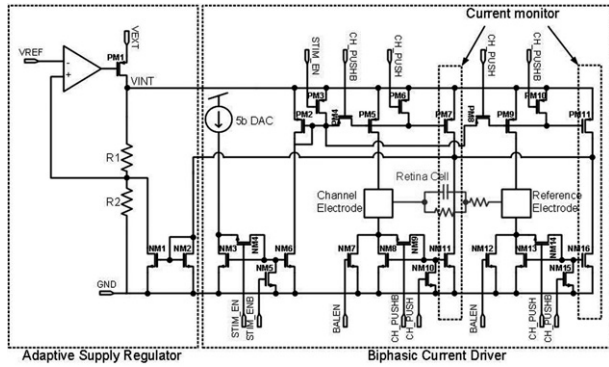 Current monitor
VEXT
VREF
PM1
VINT
STIM_EN
CH_PUSHB
CH_PUSH
CH_PUSHB
CH_PUSH
PM3
PM2
PM4
PM5
PM6
PM7
PM8
PM9
PM10
PM11
5b DAC
R1
R2
Retina Cell
Channel
Electrode
Reference
Electrode
NM1
NM2
NM3
NM4
NM5
NM6
NM7
NM8
NM9
NM10
NM11
NM12
NM13
NM14
NM15
NM16
GND
STIM_EN
STIM_ENB
BALEN
CH_PUSHB
CH_PUSH
BALEN
CH_PUSH
CH_PUSHB
Adaptive Supply Regulator
Biphasic Current Driver